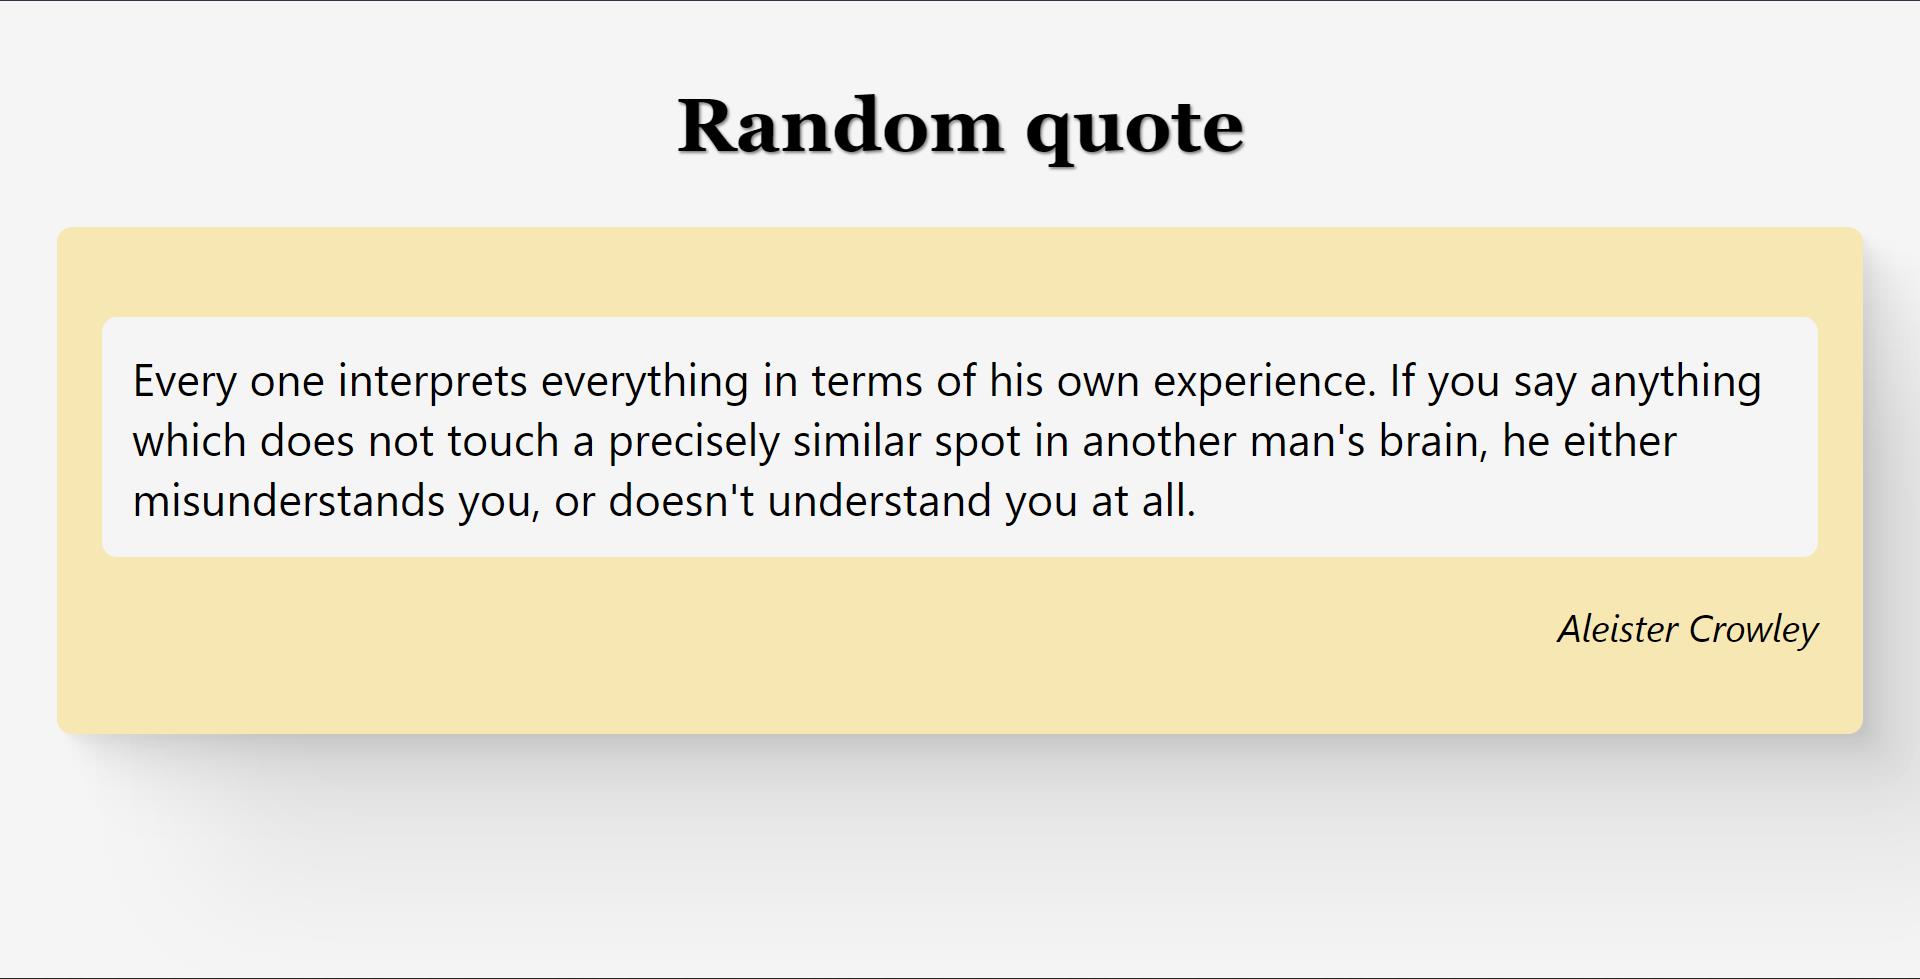 Random quote
Every one interprets everything in terms of his own experience. If you say anything
which does not touch a precisely similar spot in another man's brain, he either
misunderstands you, or doesn't understand you at all.
Aleister Crowley